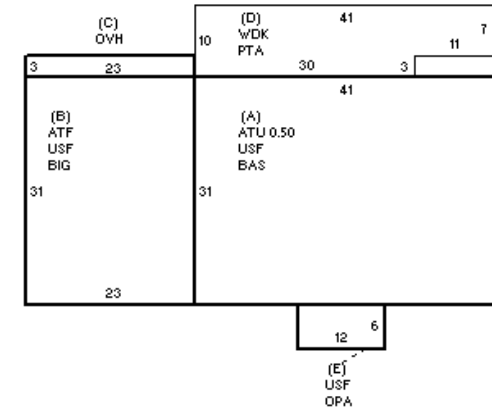 (C)
OVH
(D)
WDK
PTA
41
7
10
11
3
23
30
3
41
(B)
ATF
USF
BIG
(A)
ATU 0.50
USF
BAS
31
31
23
12
6
(E)
USF
OPA